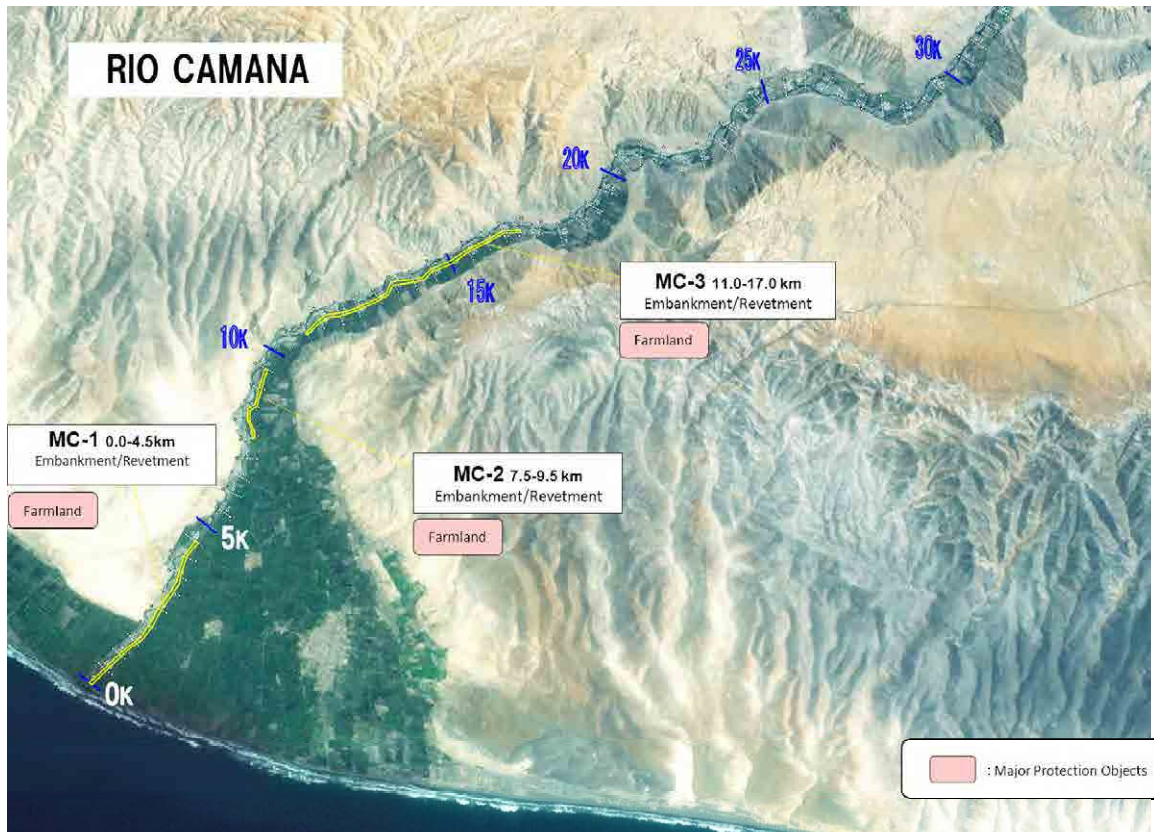 RIO CAMANA
30K
25K
20K
MC-3 11.0-17.0 km
Embankment/Revetment
15K
Farmland
10K
MC-1 0.0-4.5km
Embankment/Revetment
MC-2 7.5-9.5 km
Embankment/Revetment
Farmland
Farmland
5K
0K
: Major Protection Objects